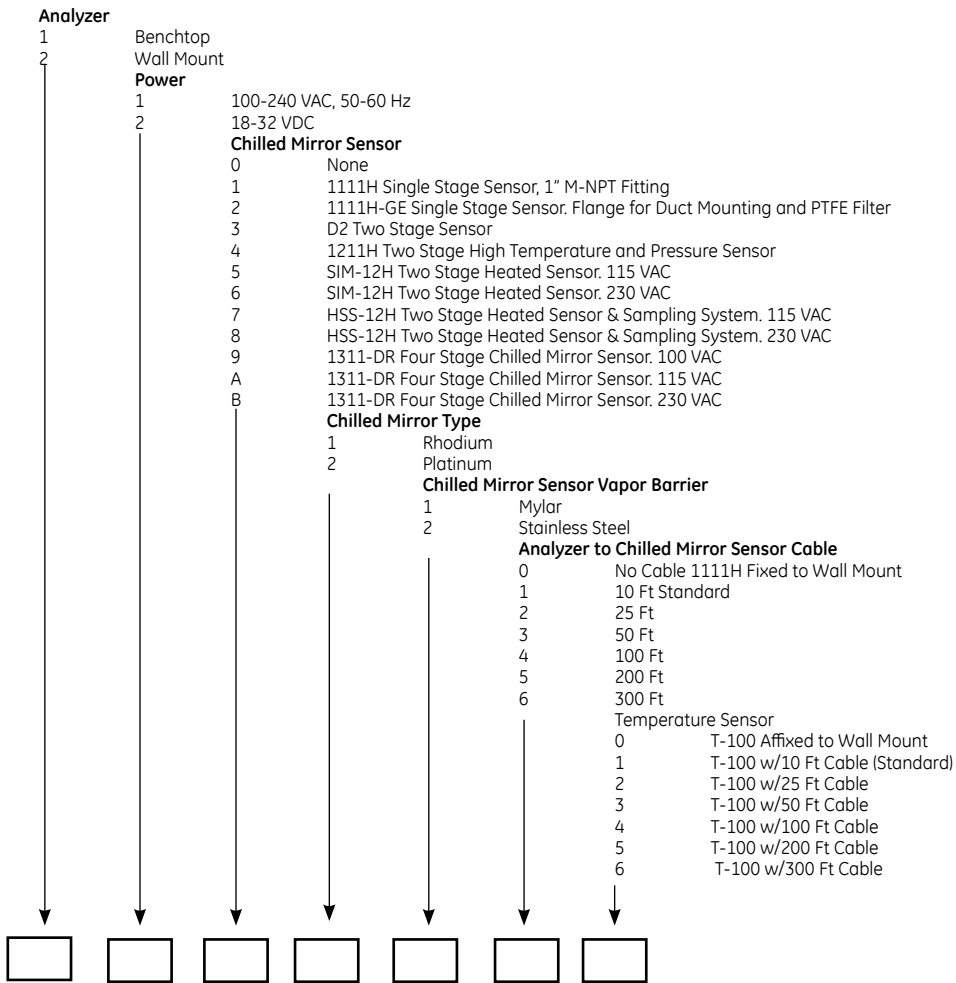 Analyzer
1 Benchtop
2 Wall Mount
Power
1 100-240 VAC, 50-60 Hz
2 18-32 VDC
Chilled Mirror Sensor
0 None
1 1111H Single Stage Sensor, 1" M-NPT Fitting
2 1111H-GE Single Stage Sensor. Flange for Duct Mounting and PTFE Filter
3 D2 Two Stage Sensor
4 1211H Two Stage High Temperature and Pressure Sensor
5 SIM-12H Two Stage Heated Sensor. 115 VAC
6 SIM-12H Two Stage Heated Sensor. 230 VAC
7 HSS-12H Two Stage Heated Sensor & Sampling System. 115 VAC
8 HSS-12H Two Stage Heated Sensor & Sampling System. 230 VAC
9 1311-DR Four Stage Chilled Mirror Sensor. 100 VAC
A 1311-DR Four Stage Chilled Mirror Sensor. 115 VAC
B 1311-DR Four Stage Chilled Mirror Sensor. 230 VAC
Chilled Mirror Type
1 Rhodium
2 Platinum
Chilled Mirror Sensor Vapor Barrier
1 Mylar
2 Stainless Steel
Analyzer to Chilled Mirror Sensor Cable
0 No Cable 1111H Fixed to Wall Mount
1 10 Ft Standard
2 25 Ft
3 50 Ft
4 100 Ft
5 200 Ft
6 300 Ft
Temperature Sensor
0 T-100 Affixed to Wall Mount
1 T-100 w/10 Ft Cable (Standard)
2 T-100 w/25 Ft Cable
3 T-100 w/50 Ft Cable
4 T-100 w/100 Ft Cable
5 T-100 w/200 Ft Cable
6 T-100 w/300 Ft Cable